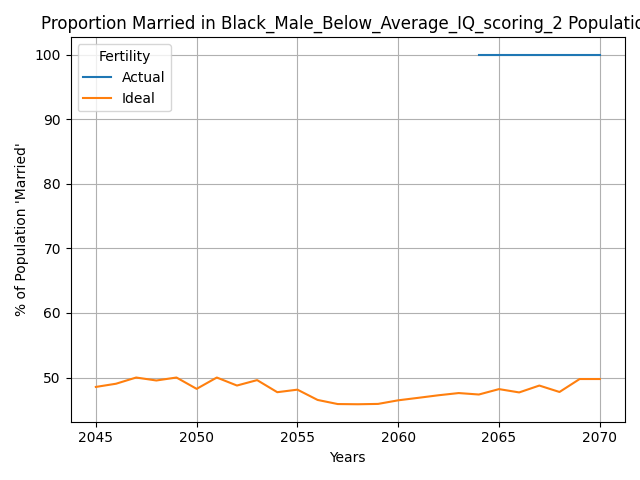 Proportion Married in Black_Male_Below_Average_IQ_scoring_2 Populatio
Fertility
Actual
Ideal
% of Population 'Married'
100
90
80
70
60
50
2045 2050 2055 2060 2065 2070
Years